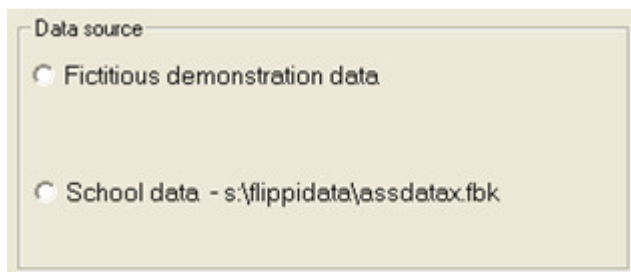 Data source
Fictitious demonstration data
School data - s:\flippidata\assdatax.fbk